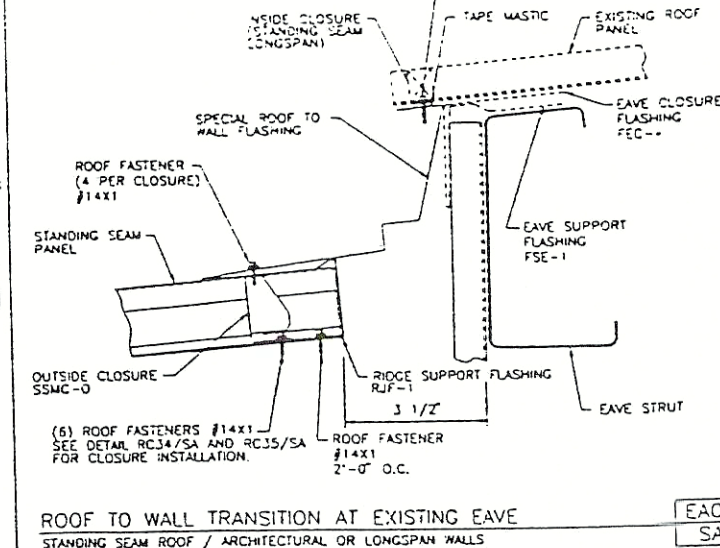 INSIDE CLOSURE
(STANDING SEAM
LONGSPAN)
TAPE MASTIC
EXISTING ROOF
PANEL
SPECIAL ROOF TO
WALL FLASHING
EAVE CLOSURE
FLASHING
FEC-
ROOF FASTENER
(4 PER CLOSURE)
#14X1
STANDING SEAM
PANEL
EAVE SUPPORT
FLASHING
FSE-1
OUTSIDE CLOSURE
SSMC-O
RIDGE SUPPORT FLASHING
RJF-1
3 1/2"
EAVE STRUT
(6) ROOF FASTENERS #14X1
SEE DETAIL RC34/SA AND RC35/SA
FOR CLOSURE INSTALLATION.
ROOF FASTENER
#14X1
2'-0" O.C.
ROOF TO WALL TRANSITION AT EXISTING EAVE
STANDING SEAM ROOF / ARCHITECTURAL OR LONGSPAN WALLS
EAC
SA